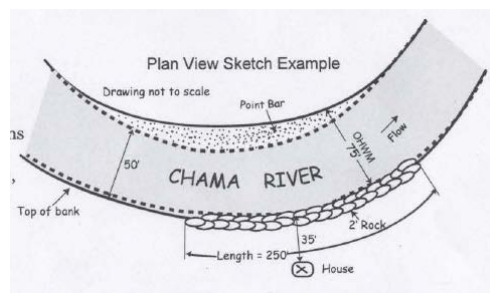 Plan View Sketch Example
Drawing not to scale
Point Bar
ns
50'
OHWM
75'
Flow
CHAMA RIVER
Top of bank
2' Rock
35'
Length = 250'
X House